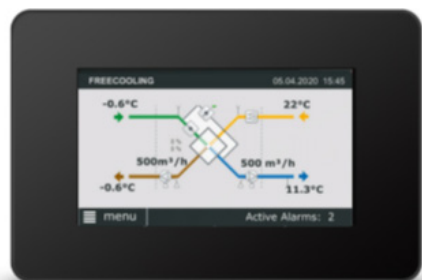 FREECOOLING 05.04.2020 15:45
-0.6°C 22°C
500m³/h 500 m³/h
-0.6°C 11.3°C
menu Active Alarms: 2